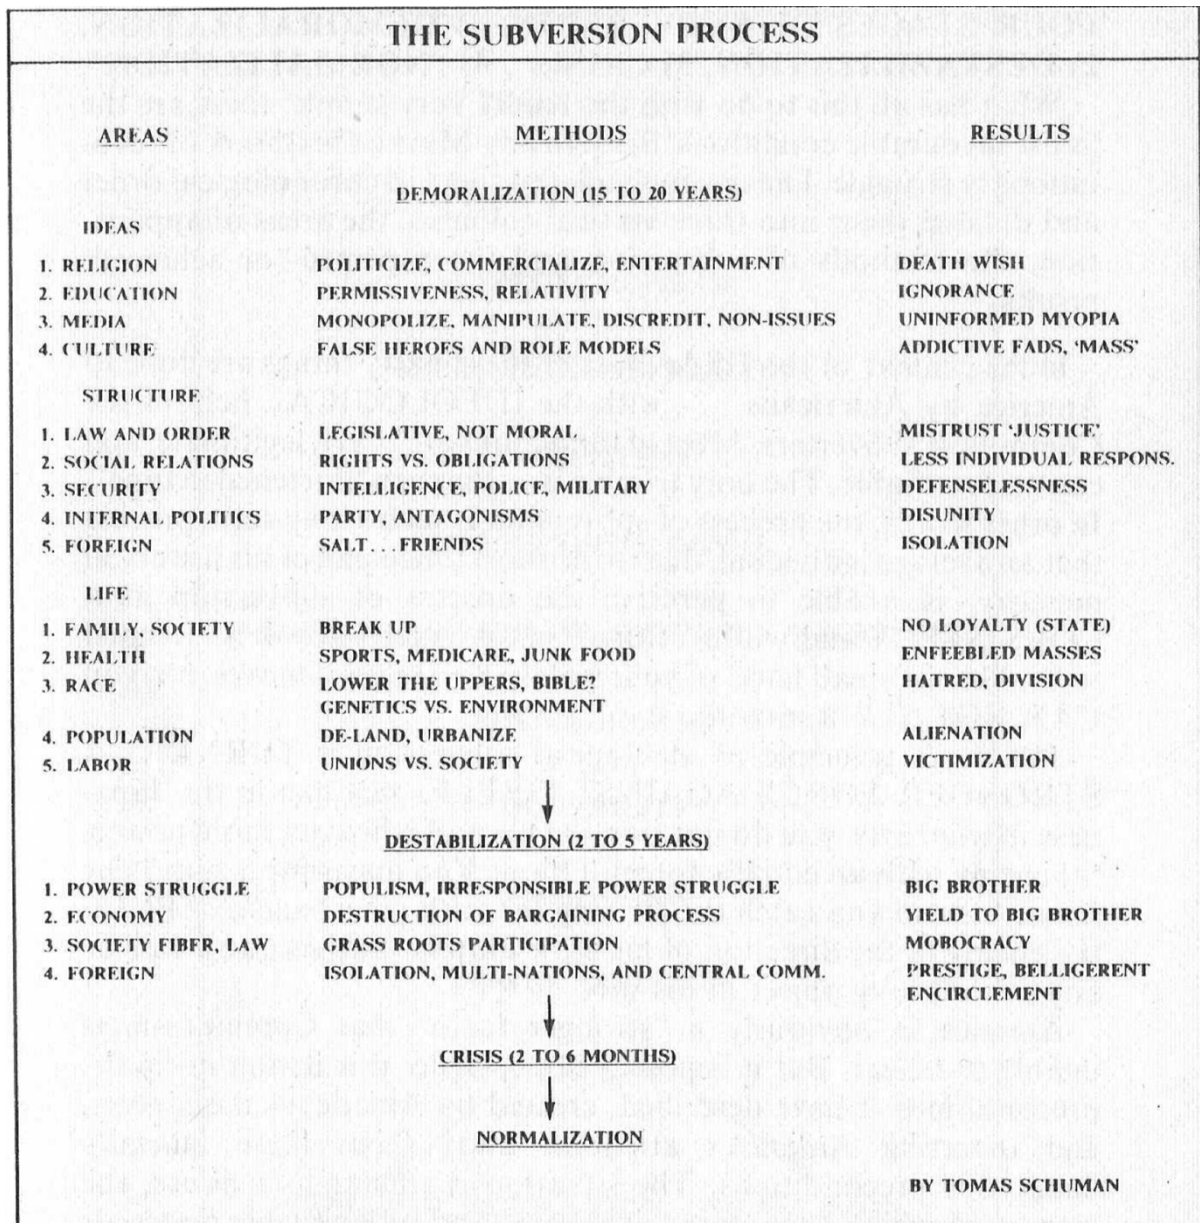 THE SUBVERSION PROCESS
AREAS METHODS RESULTS
DEMORALIZATION (15 TO 20 YEARS)
IDEAS
1. RELIGION POLITICIZE, COMMERCIALIZE, ENTERTAINMENT DEATH WISH
2. EDUCATION PERMISSIVENESS, RELATIVITY IGNORANCE
3. MEDIA MONOPOLIZE, MANIPULATE, DISCREDIT, NON-ISSUES UNINFORMED MYOPIA
4. CULTURE FALSE HEROES AND ROLE MODELS ADDICTIVE FADS, ‘MASS’
STRUCTURE
1. LAW AND ORDER LEGISLATIVE, NOT MORAL MISTRUST ‘JUSTICE’
2. SOCIAL RELATIONS RIGHTS VS. OBLIGATIONS LESS INDIVIDUAL RESPONS.
3. SECURITY INTELLIGENCE, POLICE, MILITARY DEFENSELESSNESS
4. INTERNAL POLITICS PARTY, ANTAGONISMS DISUNITY
5. FOREIGN SALT. . . FRIENDS ISOLATION
LIFE
1. FAMILY, SOCIETY BREAK UP NO LOYALTY (STATE)
2. HEALTH SPORTS, MEDICARE, JUNK FOOD ENFEEBLED MASSES
3. RACE LOWER THE UPPERS, BIBLE? HATRED, DIVISION
GENETICS VS. ENVIRONMENT
4. POPULATION DE-LAND, URBANIZE ALIENATION
5. LABOR UNIONS VS. SOCIETY VICTIMIZATION
DESTABILIZATION (2 TO 5 YEARS)
1. POWER STRUGGLE POPULISM, IRRESPONSIBLE POWER STRUGGLE BIG BROTHER
2. ECONOMY DESTRUCTION OF BARGAINING PROCESS YIELD TO BIG BROTHER
3. SOCIETY FIBER, LAW GRASS ROOTS PARTICIPATION MOBOCRACY
4. FOREIGN ISOLATION, MULTI-NATIONS, AND CENTRAL COMM. PRESTIGE, BELLIGERENT
ENCIRCLEMENT
CRISIS (2 TO 6 MONTHS)
NORMALIZATION
BY TOMAS SCHUMAN